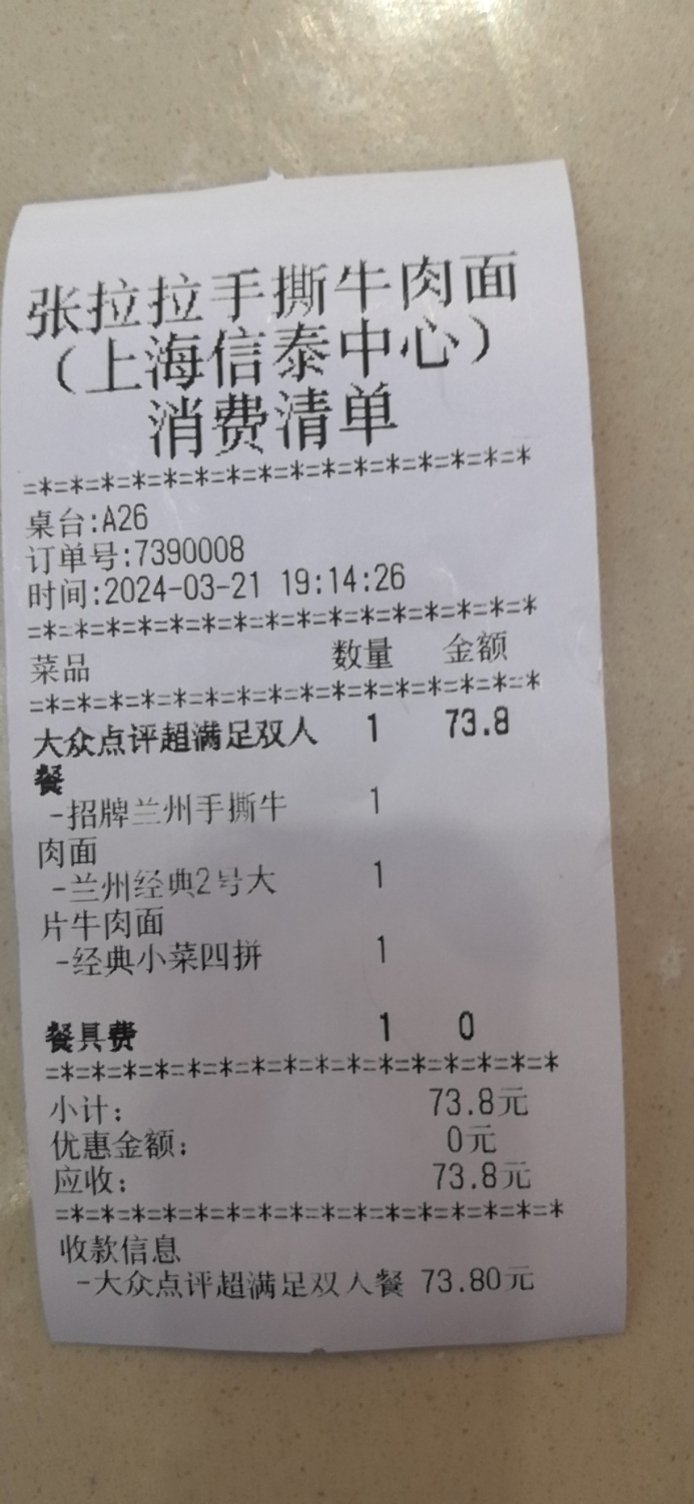 张拉拉手撕牛肉面
（上海信泰中心）
消费清单
=*=*=*=*=*=*=*=*=*=*=*=*=*=*=*=*
桌台:A26
订单号:7390008
时间:2024-03-21 19:14:26
=*=*=*=*=*=*=*=*=*=*=*=*=*=*=*=*
菜品 数量 金额
=*=*=*=*=*=*=*=*=*=*=*=*=*=*=*=*
大众点评超满足双人 1 73.8
餐
-招牌兰州手撕牛 1
肉面
-兰州经典2号大 1
片牛肉面
-经典小菜四拼 1
餐具费 1 0
=*=*=*=*=*=*=*=*=*=*=*=*=*=*=*=*
小计: 73.8元
优惠金额: 0元
应收: 73.8元
=*=*=*=*=*=*=*=*=*=*=*=*=*=*=*=*
收款信息
-大众点评超满足双人餐 73.80元